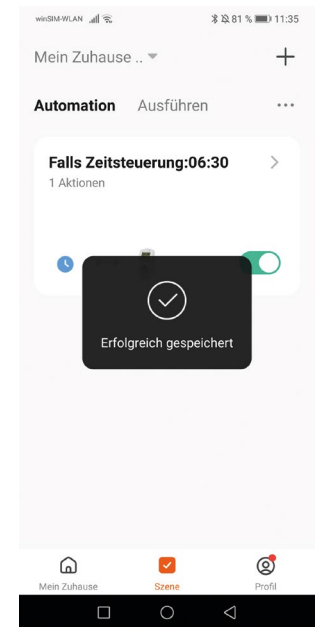 winSIM-WLAN 81 % 11:35
Mein Zuhause ..
Automation Ausführen ...
Falls Zeitsteuerung:06:30
1 Aktionen
Erfolgreich gespeichert
Mein Zuhause Szene Profil